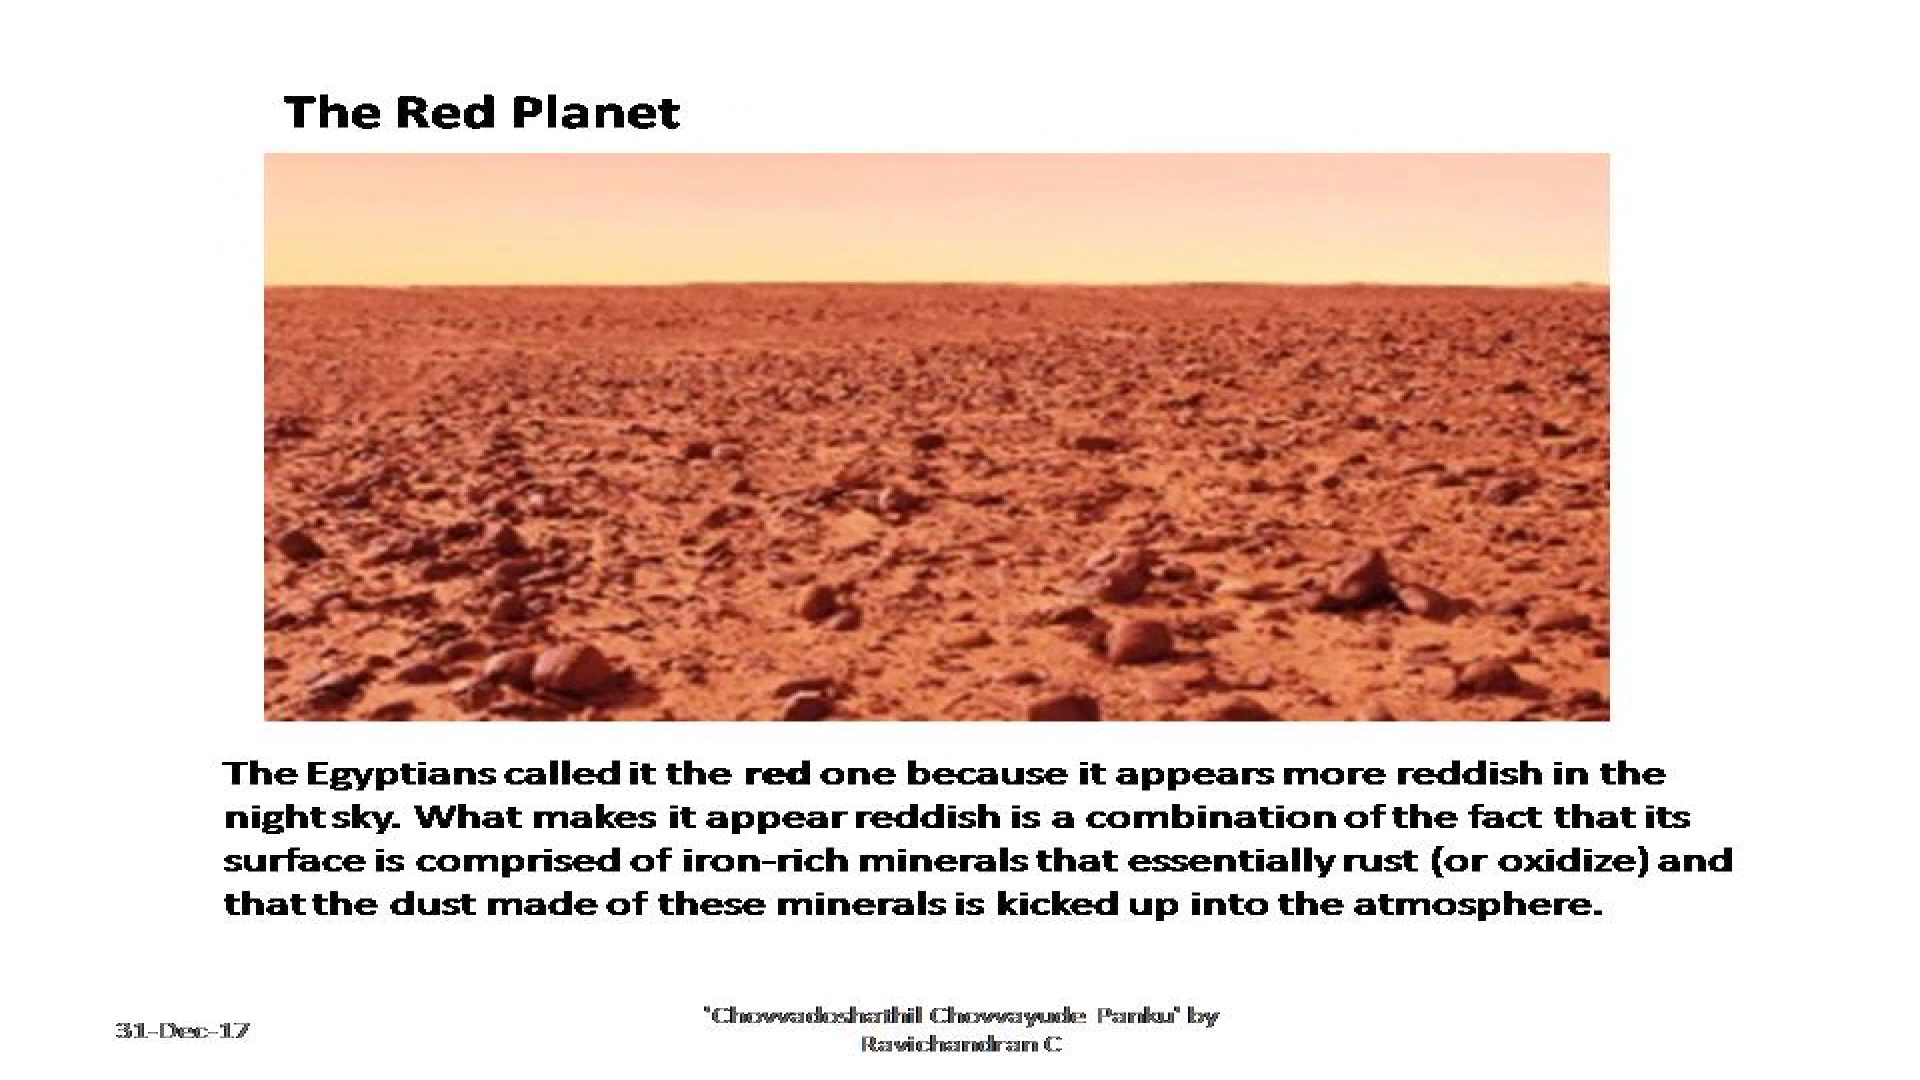 The Red Planet
The Egyptians called it the red one because it appears more reddish in the
night sky. What makes it appear reddish is a combination of the fact that its
surface is comprised of iron-rich minerals that essentially rust (or oxidize) and
that the dust made of these minerals is kicked up into the atmosphere.
31-Dec-17
'Chowwadoshathil Chowwayude Panku' by
Ravichandran C